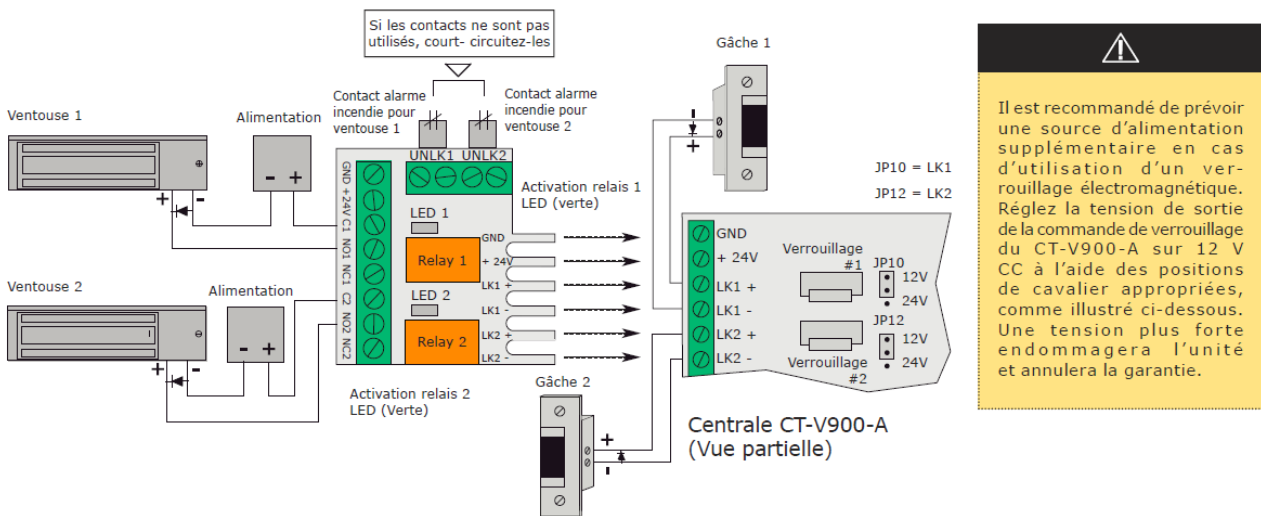 Si les contacts ne sont pas
utilisés, court- circuitez-les
Contact alarme
incendie pour
ventouse 1
Contact alarme
incendie pour
ventouse 2
Ventouse 1
Alimentation
+
-
- +
UNLK1 UNLK2
GND
+24V
C1
NO1
NC1
C2
NO2
NC2
LED 1
Relay 1
LED 2
Relay 2
GND
+ 24V
LK1 +
LK1 -
LK2 +
LK2 -
Activation relais 1
LED (verte)
Ventouse 2
Alimentation
+
-
- +
Activation relais 2
LED (Verte)
Gâche 1
-
+
JP10 = LK1
JP12 = LK2
GND
+ 24V
LK1 +
LK1 -
LK2 +
LK2 -
Verrouillage
#1
JP10
12V
24V
JP12
12V
24V
Verrouillage
#2
Gâche 2
+
-
Centrale CT-V900-A
(Vue partielle)
Il est recommandé de prévoir
une source d'alimentation
supplémentaire en cas
d'utilisation d'un ver-
rouillage électromagnétique.
Réglez la tension de sortie
de la commande de verrouillage
du CT-V900-A sur 12 V
CC à l'aide des positions
de cavalier appropriées,
comme illustré ci-dessous.
Une tension plus forte
endommagera l'unité
et annulera la garantie.